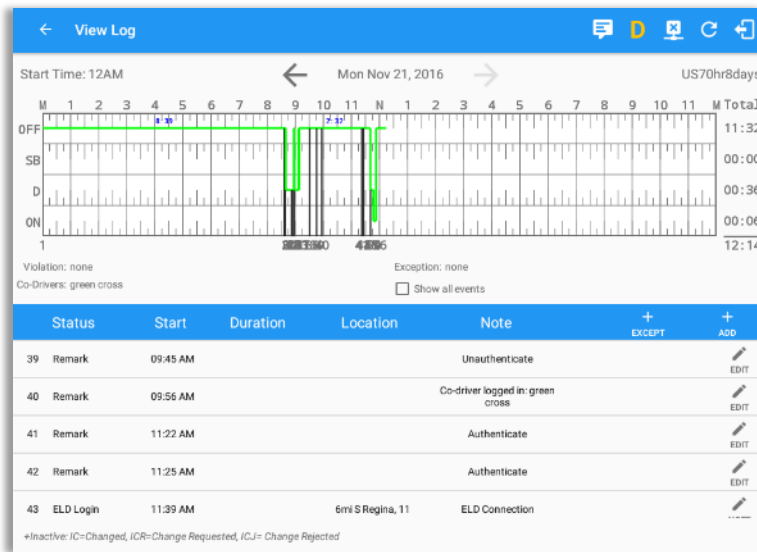 View Log
D
Start Time: 12AM
Mon Nov 21, 2016
US70hr8days
M 1 2 3 4 5 6 7 8 9 10 11 N 1 2 3 4 5 6 7 8 9 10 11 M Total
OFF 11:32
SB 00:00
D 00:36
ON 00:06
1 12:14
Violation: none
Exception: none
Co-Drivers: green cross
Show all events
Status Start Duration Location Note + EXCEPT + ADD
39 Remark 09:45 AM Unauthenticate EDIT
40 Remark 09:56 AM Co-driver logged in: green
cross EDIT
41 Remark 11:22 AM Authenticate EDIT
42 Remark 11:25 AM Authenticate EDIT
43 ELD Login 11:39 AM 6mi S Regina, 11 ELD Connection
+Inactive: IC=Changed, ICR=Change Requested, ICJ= Change Rejected